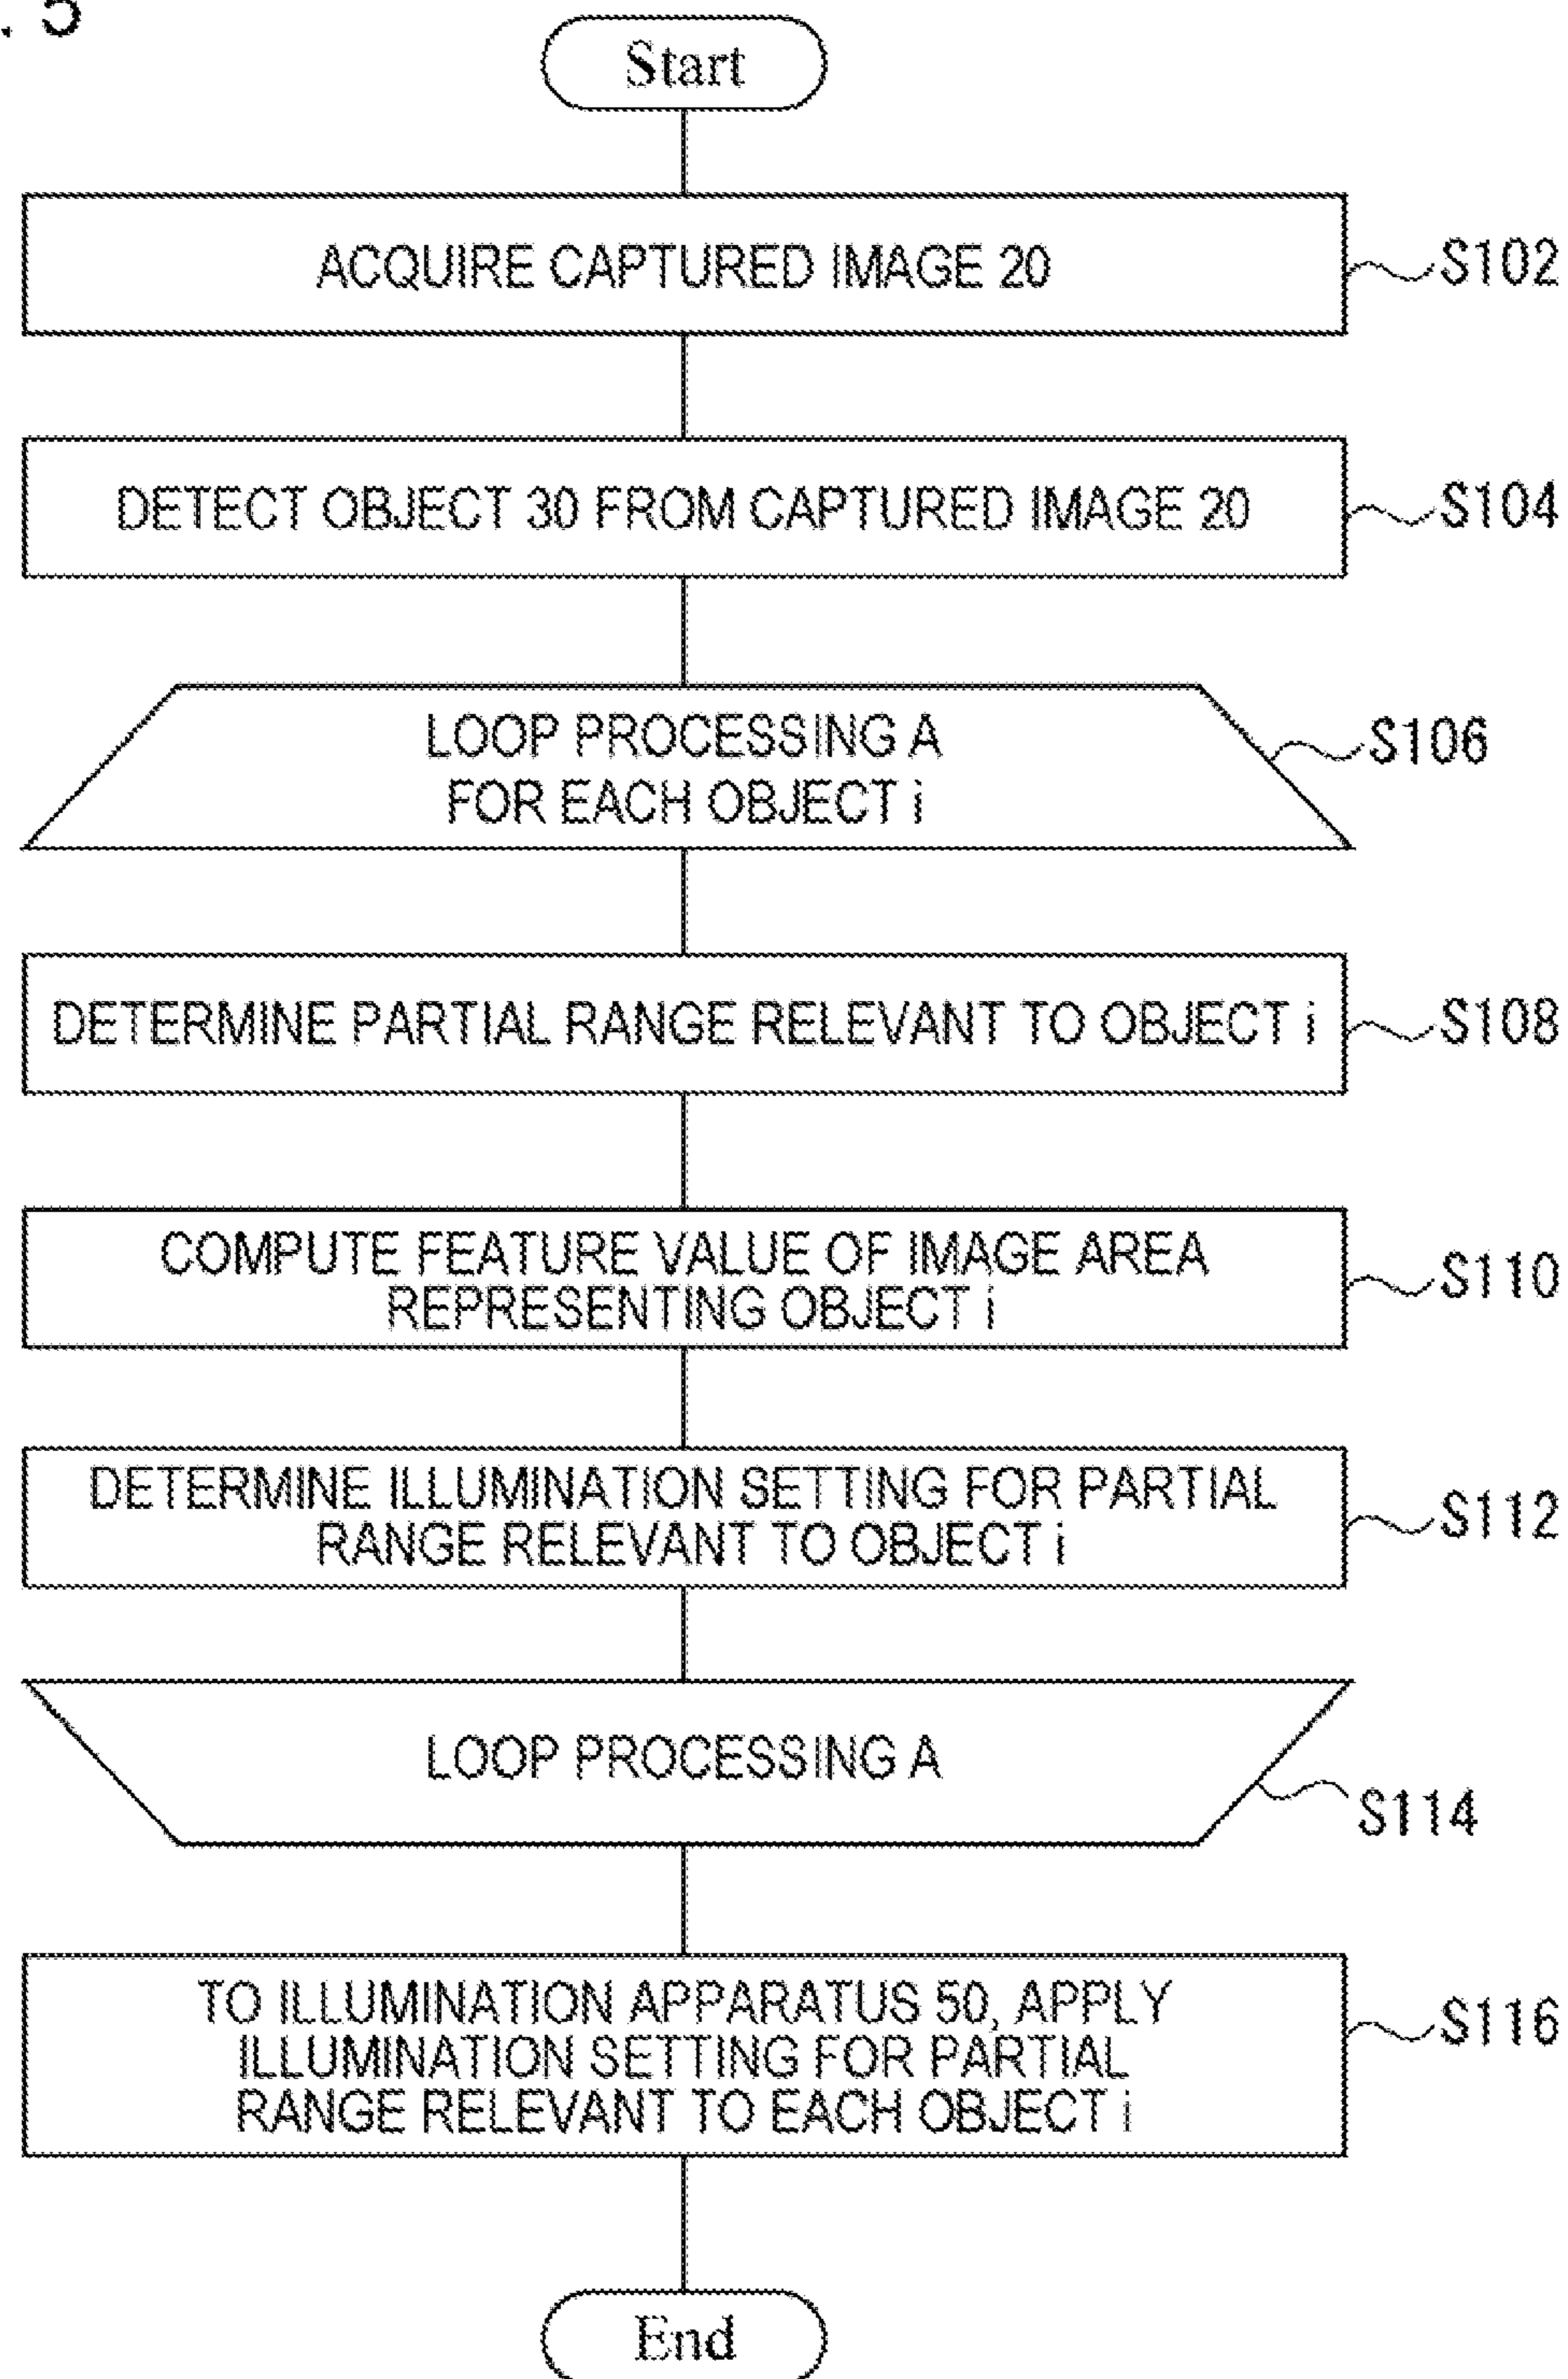 . 5
Start
ACQUIRE CAPTURED IMAGE 20
S102
DETECT OBJECT 30 FROM CAPTURED IMAGE 20
S104
LOOP PROCESSING A
FOR EACH OBJECT i
S106
DETERMINE PARTIAL RANGE RELEVANT TO OBJECT i
S108
COMPUTE FEATURE VALUE OF IMAGE AREA
REPRESENTING OBJECT i
S110
DETERMINE ILLUMINATION SETTING FOR PARTIAL
RANGE RELEVANT TO OBJECT i
S112
LOOP PROCESSING A
S114
TO ILLUMINATION APPARATUS 50, APPLY
ILLUMINATION SETTING FOR PARTIAL
RANGE RELEVANT TO EACH OBJECT i
S116
End